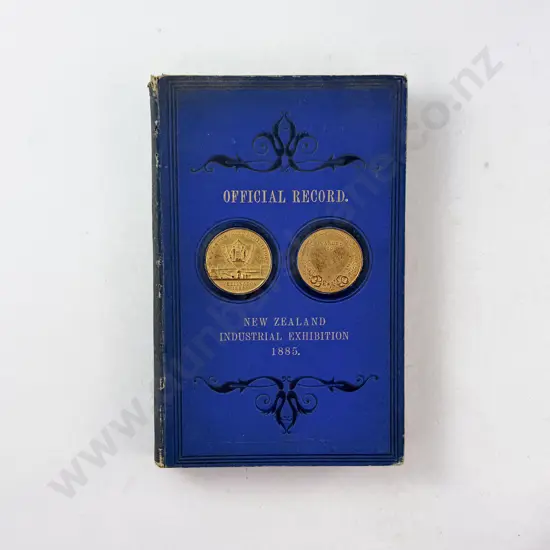 OFFICIAL RECORD.
NEW ZEALAND
INDUSTRIAL EXHIBITION
1885.